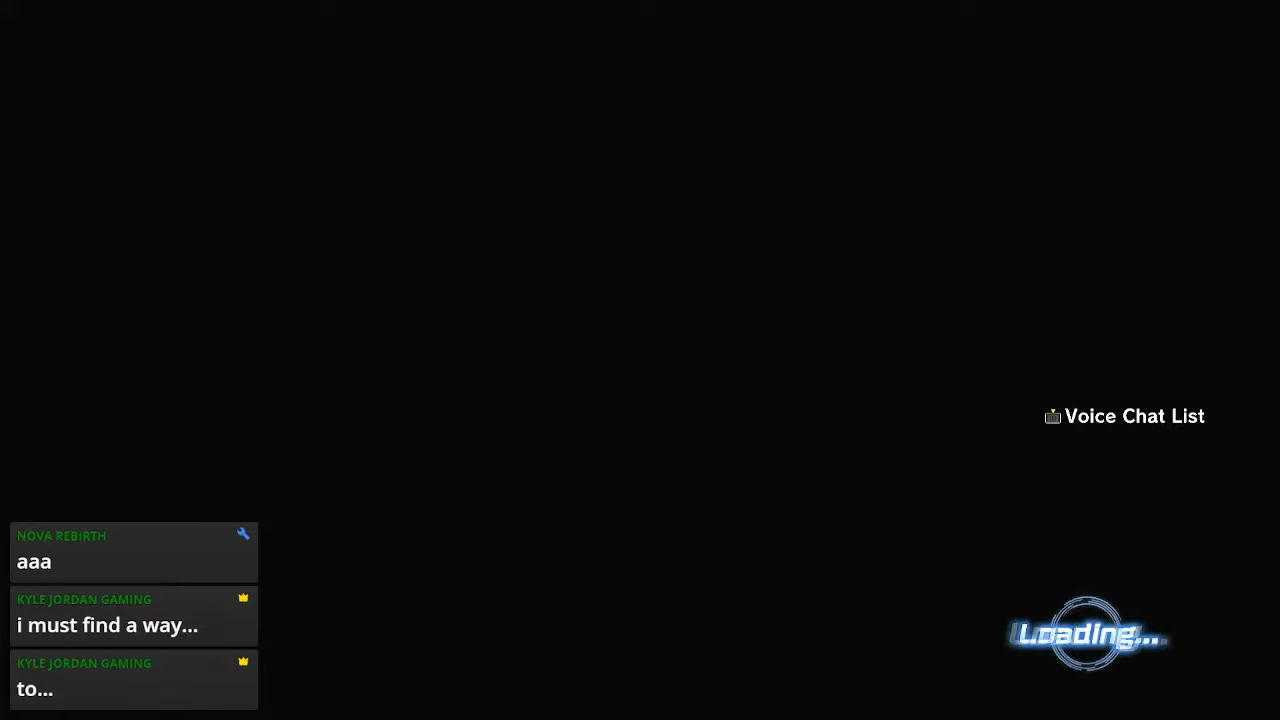 Voice Chat List
NOVA REBIRTH
aaa
KYLE JORDAN GAMING
i must find a way...
KYLE JORDAN GAMING
to...
Loading...